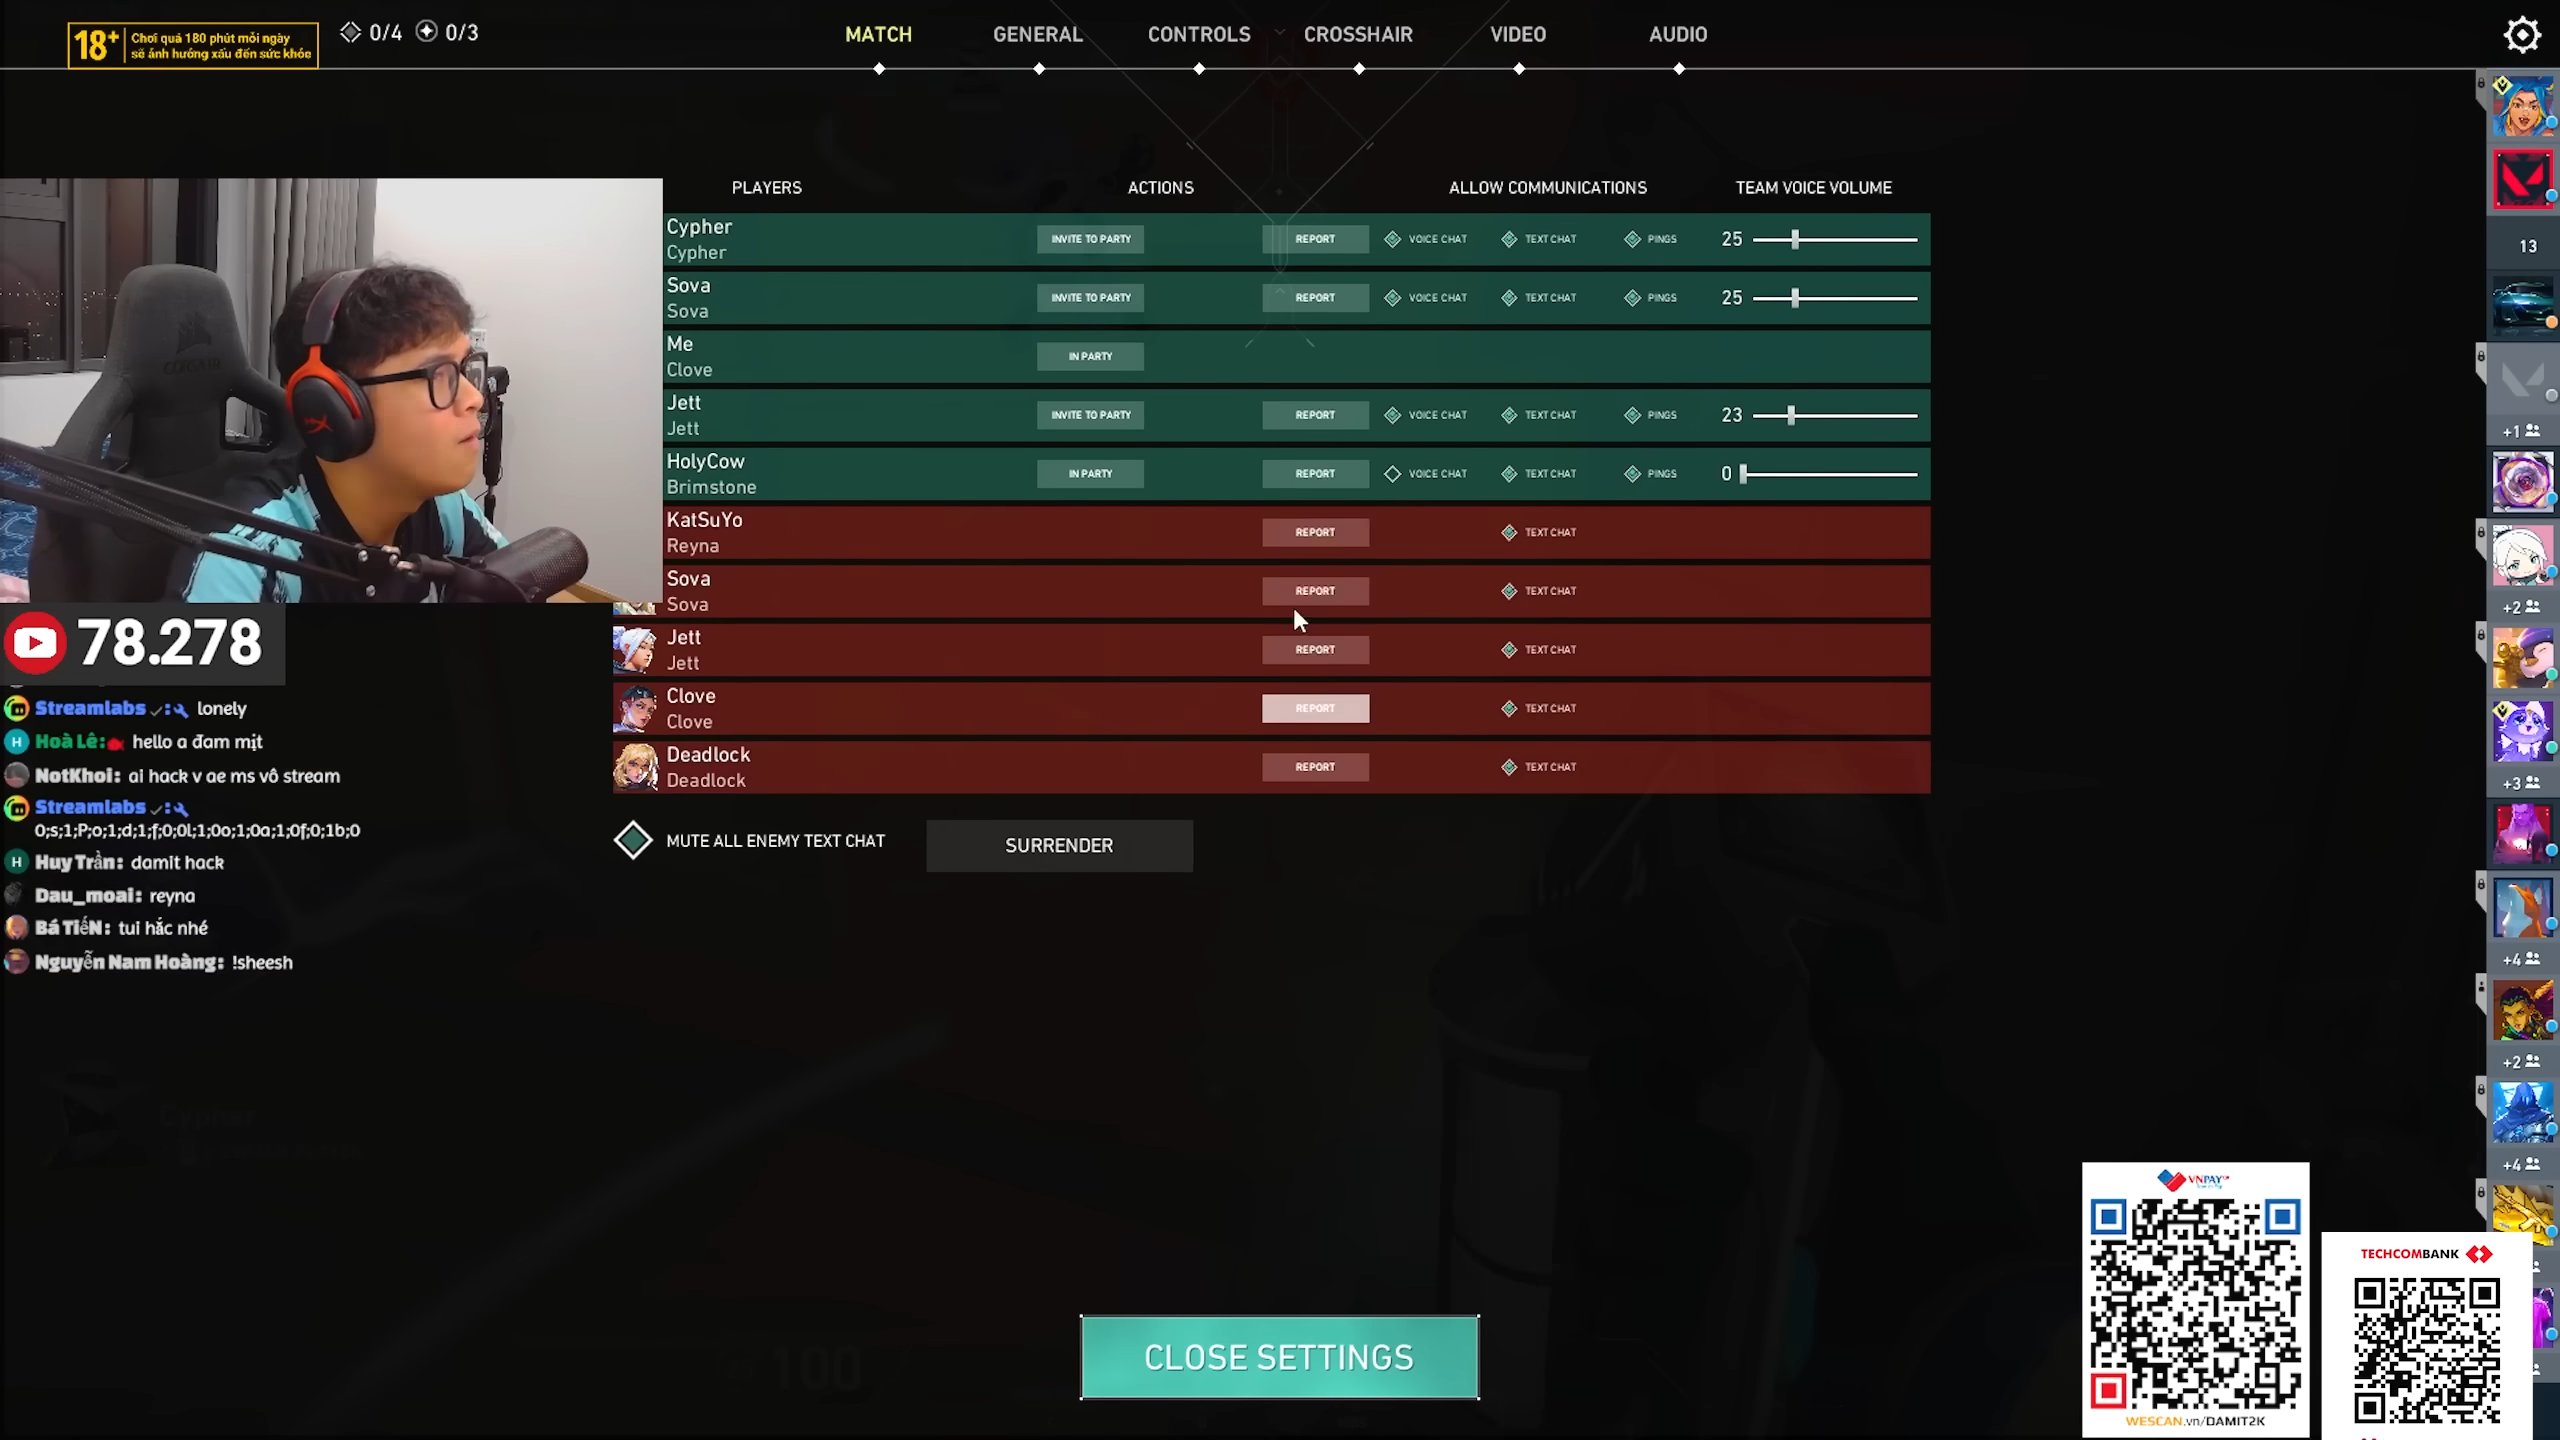 18+ Chơi quá 180 phút mỗi ngày
sẽ ảnh hưởng xấu đến sức khỏe
0/4 0/3
MATCH GENERAL CONTROLS CROSSHAIR VIDEO AUDIO
PLAYERS ACTIONS ALLOW COMMUNICATIONS TEAM VOICE VOLUME
Cypher
Cypher
INVITE TO PARTY REPORT VOICE CHAT TEXT CHAT PINGS 25
Sova
Sova
INVITE TO PARTY REPORT VOICE CHAT TEXT CHAT PINGS 25
Me
Clove
IN PARTY
Jett
Jett
INVITE TO PARTY REPORT VOICE CHAT TEXT CHAT PINGS 23
HolyCow
Brimstone
IN PARTY REPORT VOICE CHAT TEXT CHAT PINGS 0
KatSuYo
Reyna
REPORT TEXT CHAT
Sova
Sova
REPORT TEXT CHAT
Jett
Jett
REPORT TEXT CHAT
Clove
Clove
REPORT TEXT CHAT
Deadlock
Deadlock
REPORT TEXT CHAT
MUTE ALL ENEMY TEXT CHAT SURRENDER
CORSAIR
78.278
Streamlabs : lonely
Hoà Lê: hello a đam mịt
NotKhoi: ai hack v ae ms vô stream
Streamlabs :
0;s;1;P;o;1;d;1;f;0;0l;1;0o;1;0a;1;0f;0;1b;0
Huy Trần: damit hack
Dau_moai: reyna
Bá TiếN: tui hắc nhé
Nguyễn Nam Hoàng: !sheesh
Cypher
100
CLOSE SETTINGS
13
+1
+2
+3
+4
+2
+4
VNPAY
WESCAN.vn/DAMIT2K
TECHCOMBANK